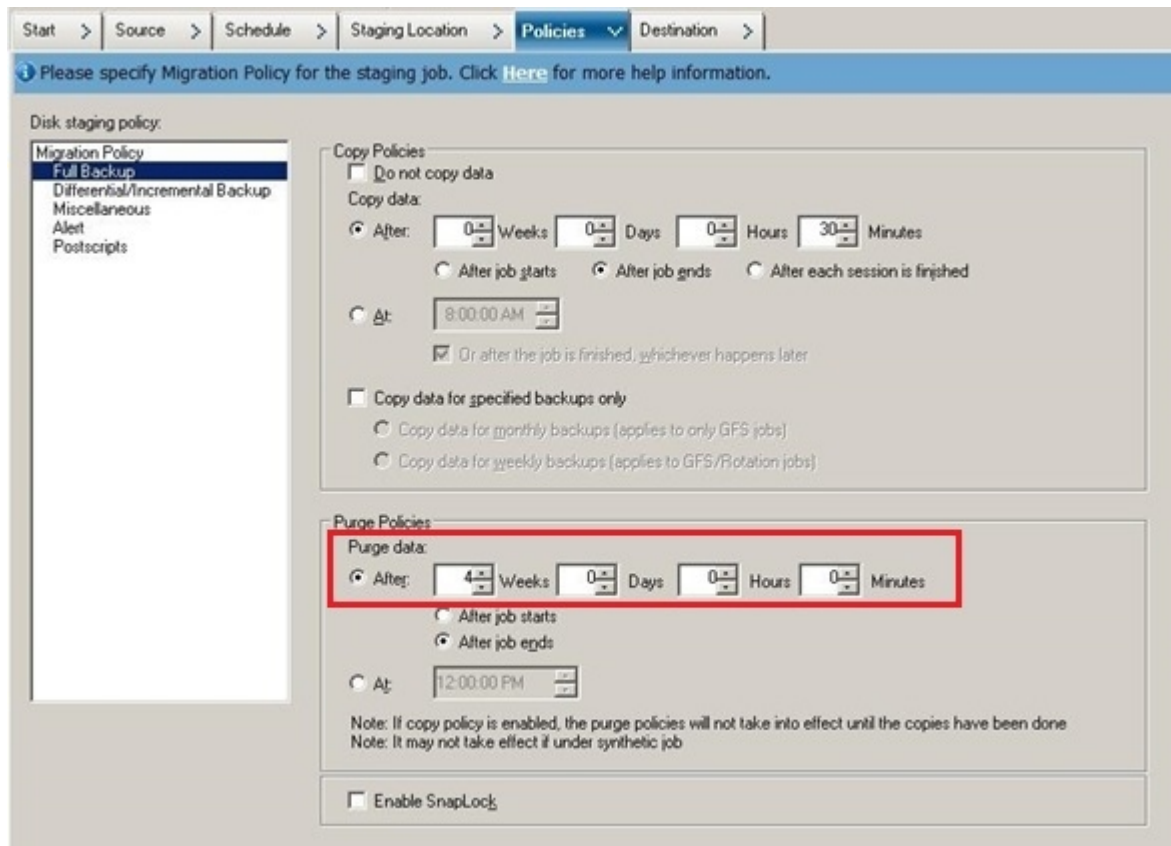 Start > Source > Schedule > Staging Location > Policies Destination >
Please specify Migration Policy for the staging job. Click Here for more help information.
Disk staging policy:
Migration Policy
Full Backup
Differential/Incremental Backup
Miscellaneous
Alert
Postscripts
Copy Policies
Do not copy data
Copy data:
After: 0 Weeks 0 Days 0 Hours 30 Minutes
After job starts After job ends After each session is finished
At: 8:00:00 AM
Or after the job is finished, whichever happens later
Copy data for specified backups only
Copy data for monthly backups (applies to only GFS jobs)
Copy data for weekly backups (applies to GFS/Rotation jobs)
Purge Policies
Purge data:
After: 4 Weeks 0 Days 0 Hours 0 Minutes
After job starts
After job ends
At: 12:00:00 PM
Note: If copy policy is enabled, the purge policies will not take into effect until the copies have been done
Note: It may not take effect if under synthetic job
Enable SnapLock